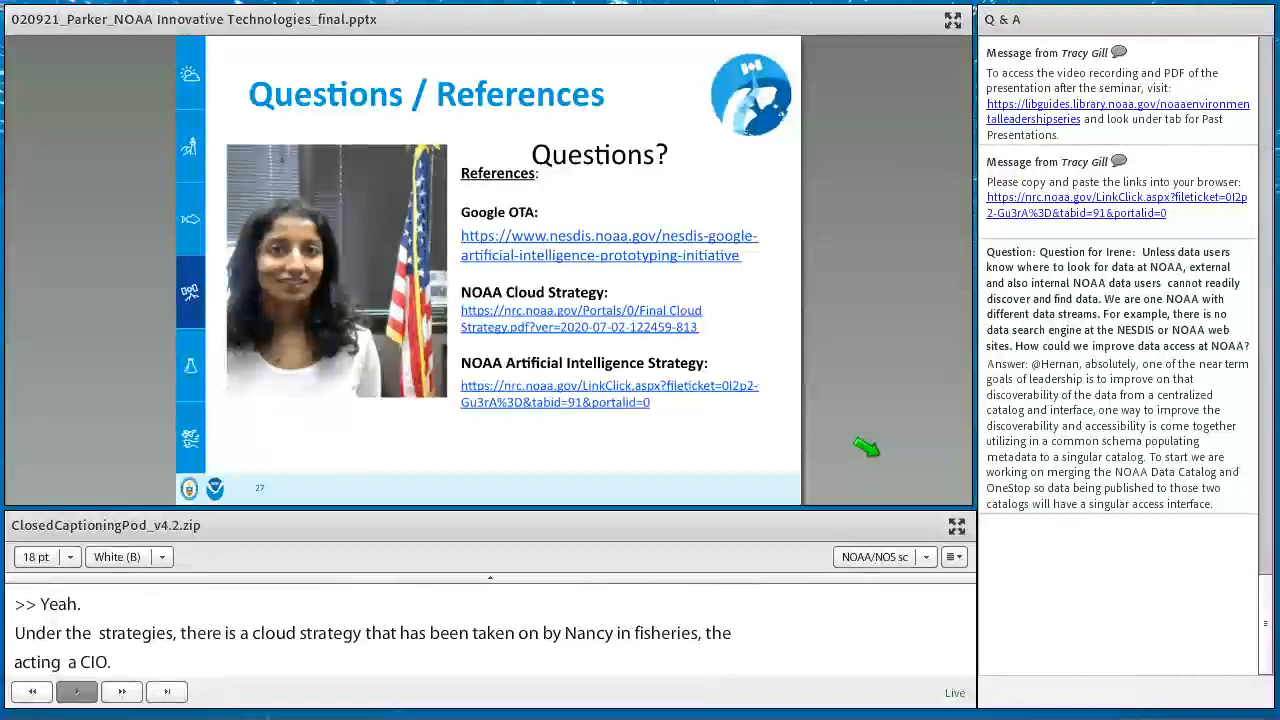 020921_Parker_NOAA Innovative Technologies_final.pptx
Questions / References
Questions?
References:
Google OTA:
https://www.nesdis.noaa.gov/nesdis-google-
artificial-intelligence-prototyping-initiative
NOAA Cloud Strategy:
https://nrc.noaa.gov/Portals/0/Final Cloud
Strategy.pdf?ver=2020-07-02-122459-813
NOAA Artificial Intelligence Strategy:
https://nrc.noaa.gov/LinkClick.aspx?fileticket=0I2p2-
Gu3rA%3D&tabid=91&portalid=0
27
ClosedCaptioningPod_v4.2.zip
18 pt
White (B)
NOAA/NOS sc
>> Yeah.
Under the strategies, there is a cloud strategy that has been taken on by Nancy in fisheries, the
acting a CIO.
Live
Q & A
Message from Tracy Gill
To access the video recording and PDF of the
presentation after the seminar, visit:
https://libguides.library.noaa.gov/noaaenvironmen
talleadershipseries and look under tab for Past
Presentations.
Message from Tracy Gill
Please copy and paste the links into your browser:
https://nrc.noaa.gov/LinkClick.aspx?fileticket=0I2p
2-Gu3rA%3D&tabid=91&portalid=0
Question: Question for Irene: Unless data users
know where to look for data at NOAA, external
and also internal NOAA data users cannot readily
discover and find data. We are one NOAA with
different data streams. For example, there is no
data search engine at the NESDIS or NOAA web
sites. How could we improve data access at NOAA?
Answer: @Hernan, absolutely, one of the near term
goals of leadership is to improve on that
discoverability of the data from a centralized
catalog and interface, one way to improve the
discoverability and accessibility is come together
utilizing in a common schema populating
metadata to a singular catalog. To start we are
working on merging the NOAA Data Catalog and
OneStop so data being published to those two
catalogs will have a singular access interface.